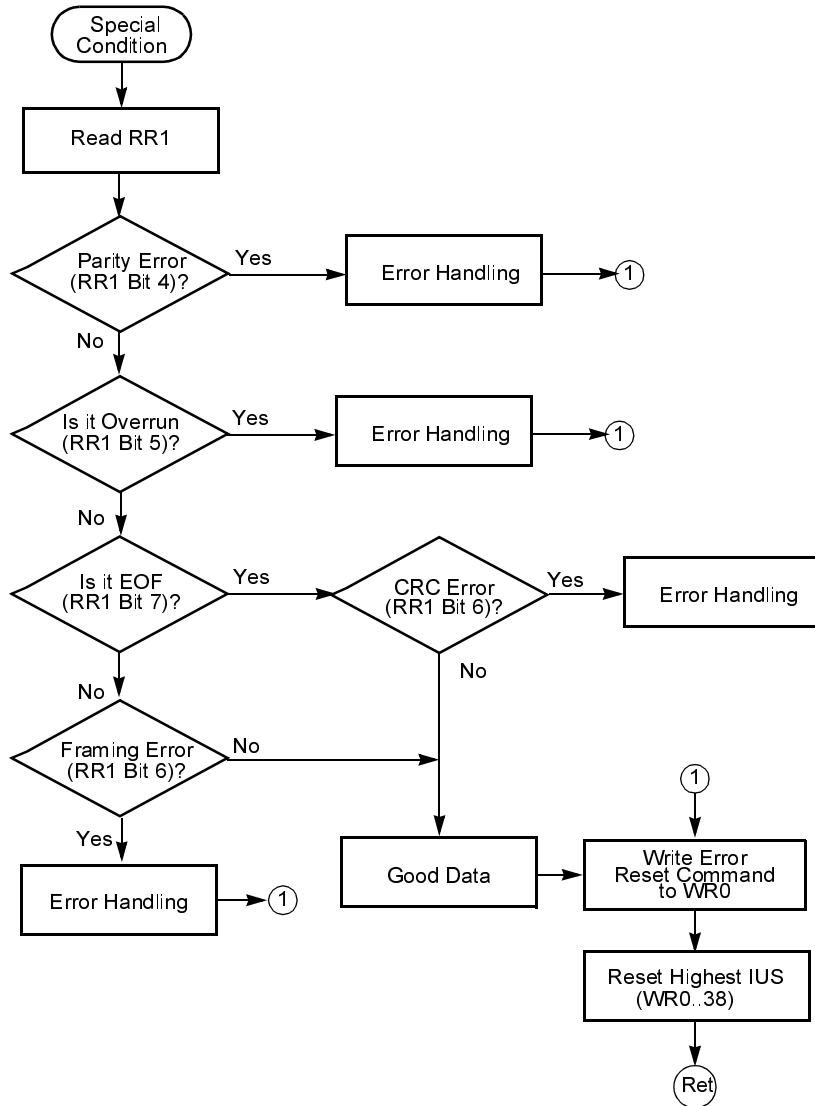 Special
Condition
Read RR1
Parity Error
(RR1 Bit 4)?
Yes
Error Handling
1
No
Is it Overrun
(RR1 Bit 5)?
Yes
Error Handling
1
No
Is it EOF
(RR1 Bit 7)?
Yes
CRC Error
(RR1 Bit 6)?
Yes
Error Handling
No
No
Framing Error
(RR1 Bit 6)?
No
1
Yes
Error Handling
1
Good Data
Write Error
Reset Command
to WR0
Reset Highest IUS
(WR0..38)
Ret